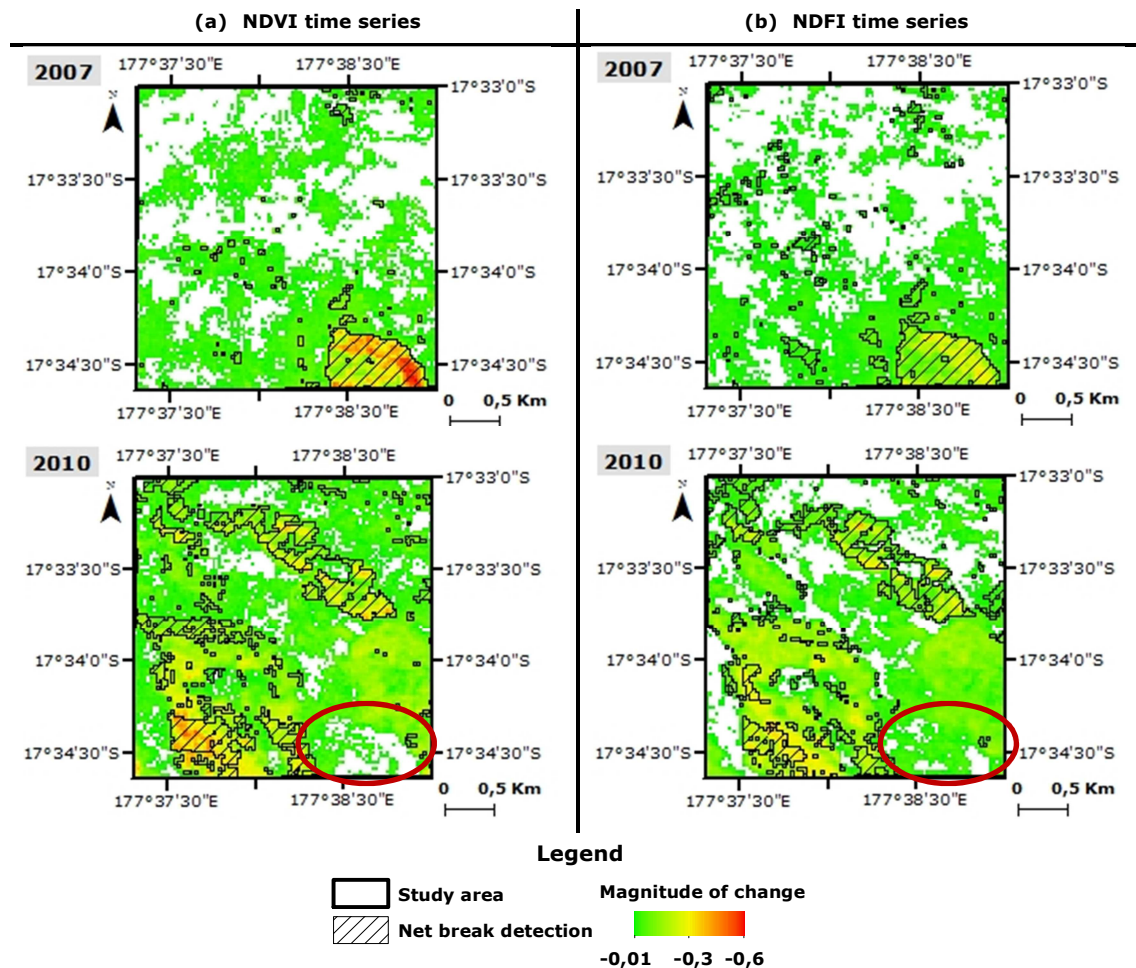 (a) NDVI time series
(b) NDFI time series
2007
177°37'30"E 177°38'30"E
N
17°33'0"S
17°33'30"S 17°33'30"S
17°34'0"S 17°34'0"S
17°34'30"S 17°34'30"S
177°37'30"E 177°38'30"E
0 0,5 Km
2007
177°37'30"E 177°38'30"E
N
17°33'0"S
17°33'30"S 17°33'30"S
17°34'0"S 17°34'0"S
17°34'30"S 17°34'30"S
177°37'30"E 177°38'30"E
0 0,5 Km
2010
177°37'30"E 177°38'30"E
N
17°33'0"S
17°33'30"S 17°33'30"S
17°34'0"S 17°34'0"S
17°34'30"S 17°34'30"S
177°37'30"E 177°38'30"E
0 0,5 Km
2010
177°37'30"E 177°38'30"E
N
17°33'0"S
17°33'30"S 17°33'30"S
17°34'0"S 17°34'0"S
17°34'30"S 17°34'30"S
177°37'30"E 177°38'30"E
0 0,5 Km
Legend
Study area
Net break detection
Magnitude of change
-0,01 -0,3 -0,6